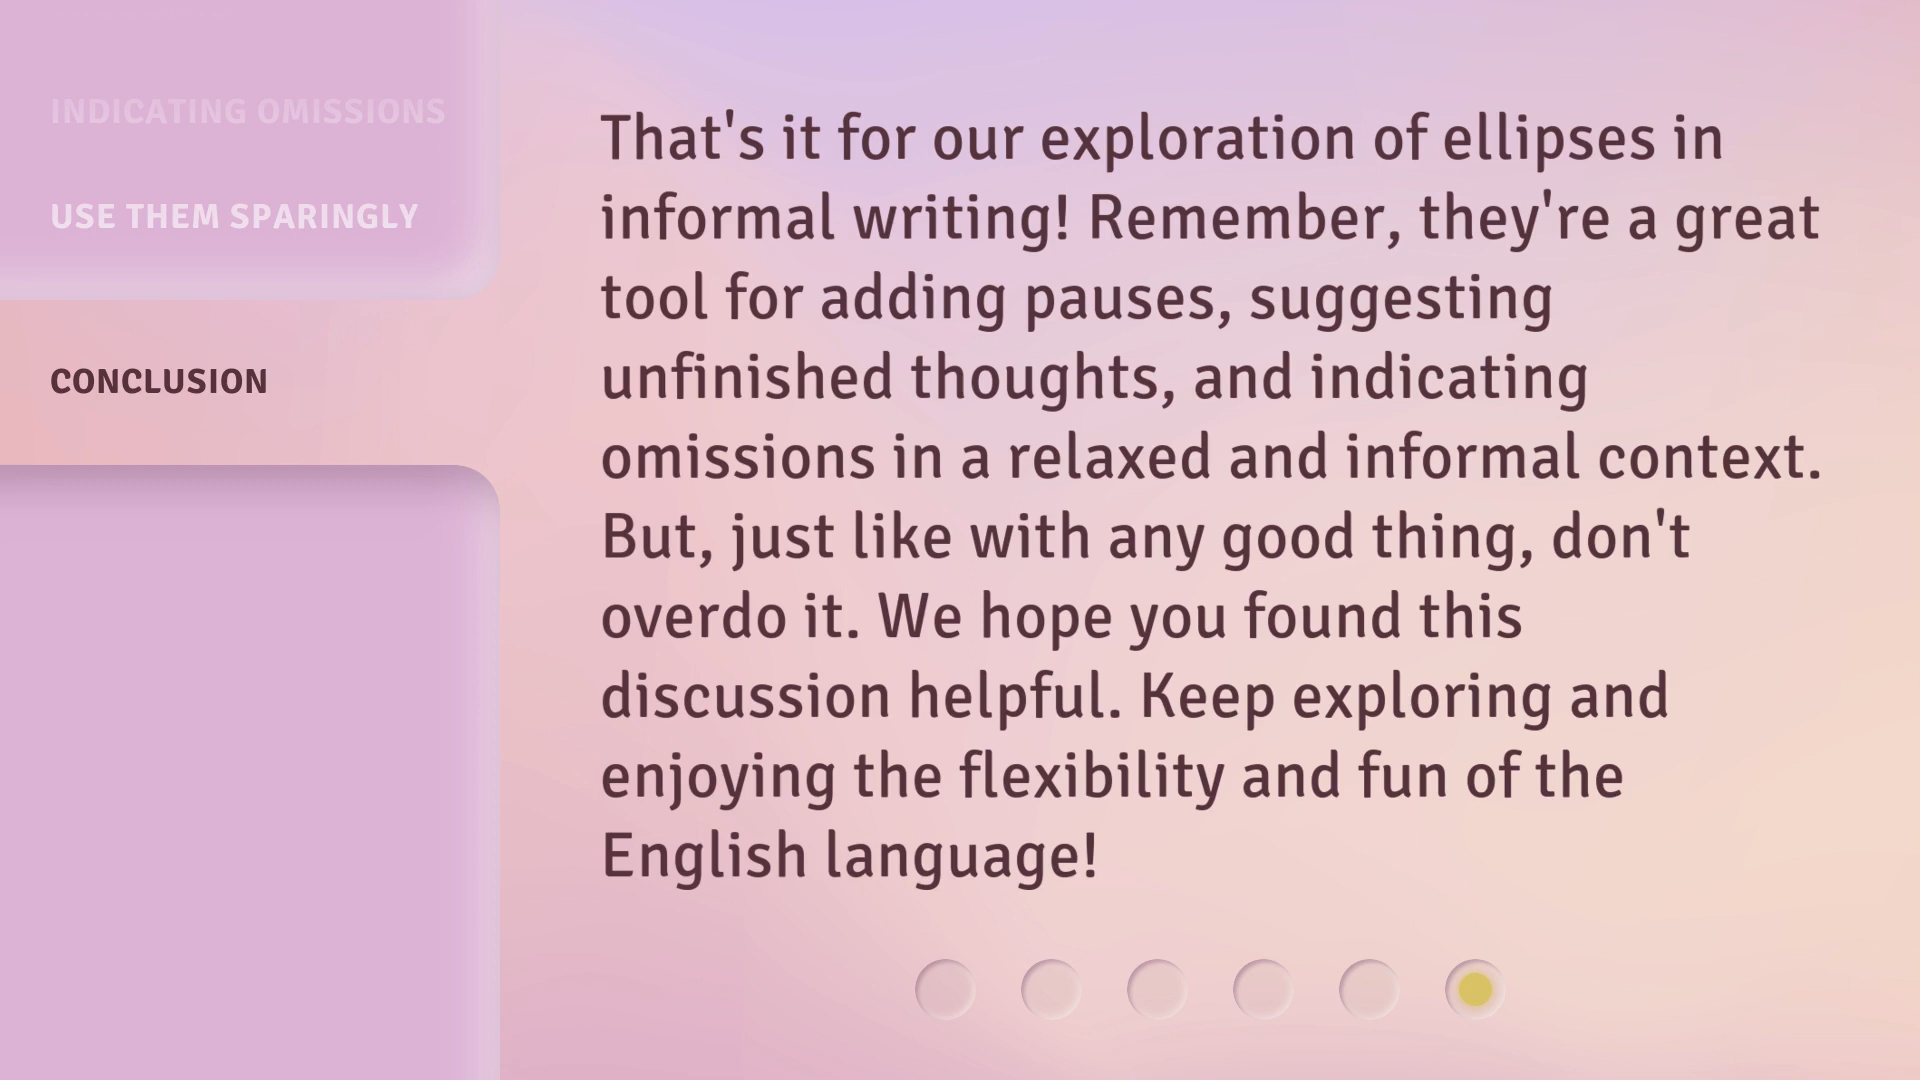 INDICATING OMISSIONS
USE THEM SPARINGLY
CONCLUSION
That's it for our exploration of ellipses in
informal writing! Remember, they're a great
tool for adding pauses, suggesting
unfinished thoughts, and indicating
omissions in a relaxed and informal context.
But, just like with any good thing, don't
overdo it. We hope you found this
discussion helpful. Keep exploring and
enjoying the flexibility and fun of the
English language!